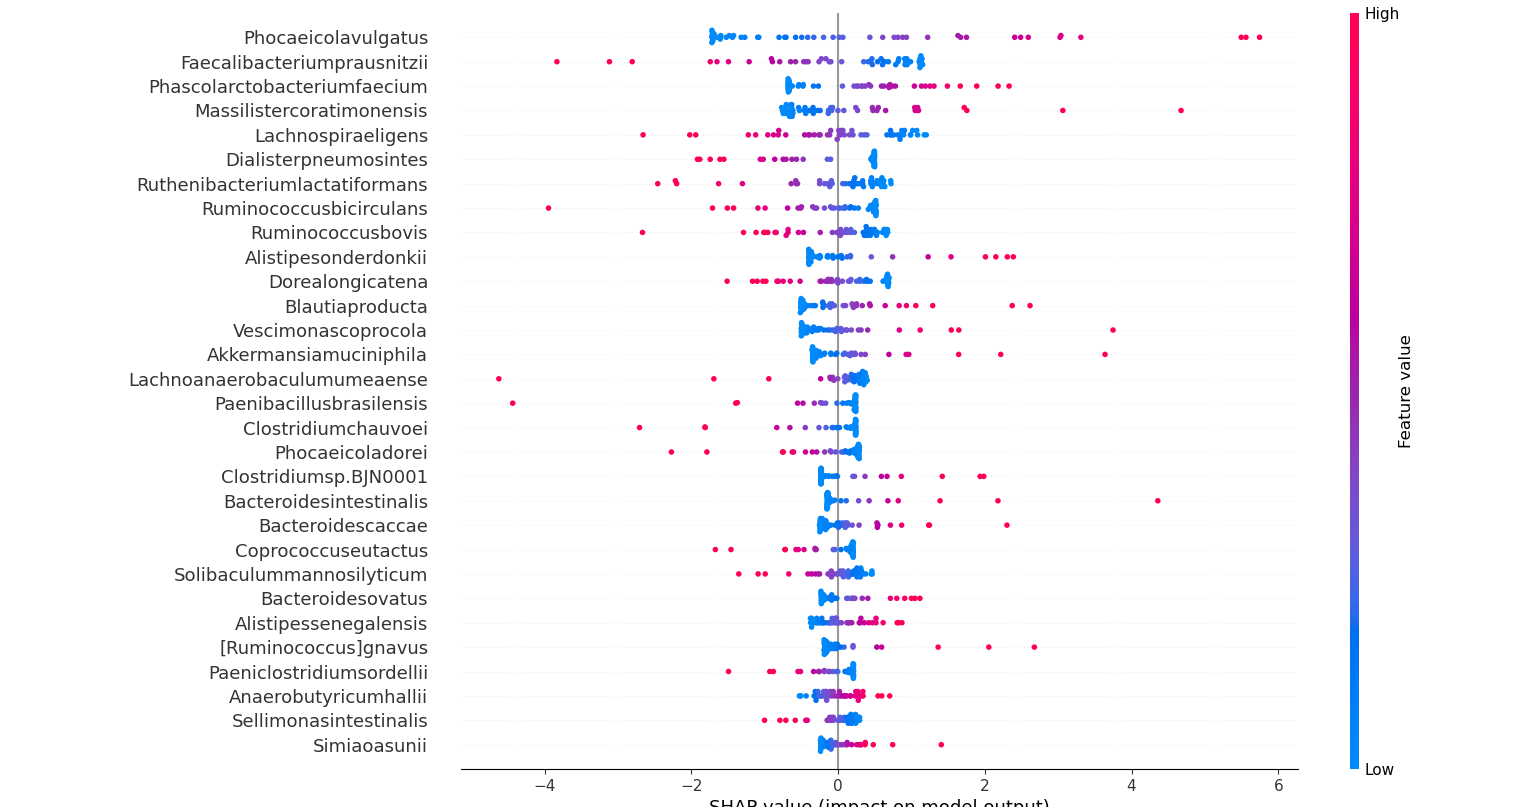 High
Phocaeicolavulgatus
Faecalibacteriumprausnitzii
Phascolarctobacteriumfaecium
Massilistercoratimonensis
Lachnospiraeligens
Dialisterpneumosintes
Ruthenibacteriumlactatiformans
Ruminococcusbicirculans
Ruminococcusbovis
Alistipesonderdonkii
Dorealongicatena
Blautiaproducta
Vescimonascoprocola
Akkermansiamuciniphila
Lachnoanaerobaculumumeaense
Paenibacillusbrasilensis
Clostridiumchauvoei
Phocaeicoladorei
Clostridiumsp.BJN0001
Bacteroidesintestinalis
Bacteroidescaccae
Coprococcuseutactus
Solibaculummannosilyticum
Bacteroidesovatus
Alistipessenegalensis
[Ruminococcus]gnavus
Paeniclostridiumsordellii
Anaerobutyricumhallii
Sellimonasintestinalis
Simiaoasunii
Feature value
Low
−4 −2 0 2 4 6
SHAP value (impact on model output)